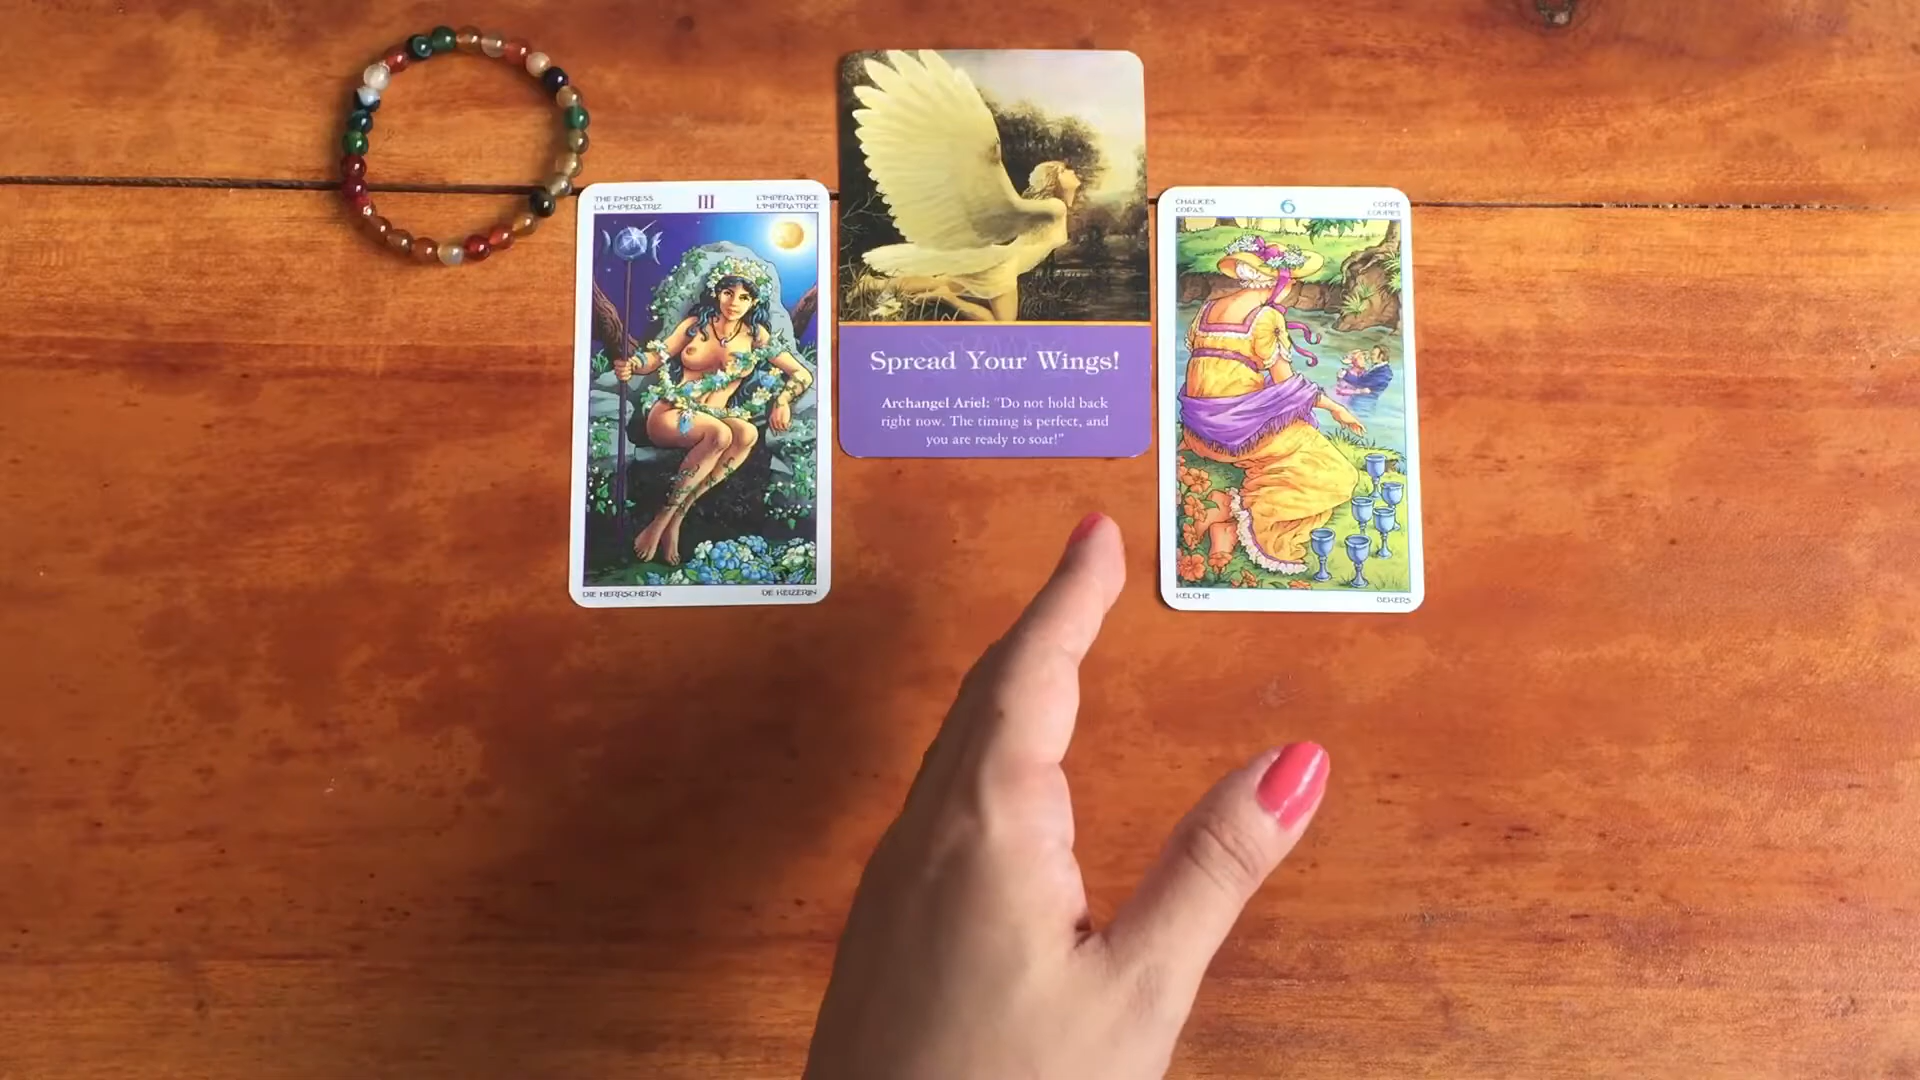 THE EMPRESS
LA EMPERATRIZ
III
L'IMPERATRICE
L'IMPÉRATRICE
DIE HERRSCHERIN
DE KEIZERIN
Spread Your Wings!
Archangel Ariel: "Do not hold back
right now. The timing is perfect, and
you are ready to soar!"
CHALICES
COPAS
6
COPPE
COUPES
KELCHE
BEKERS